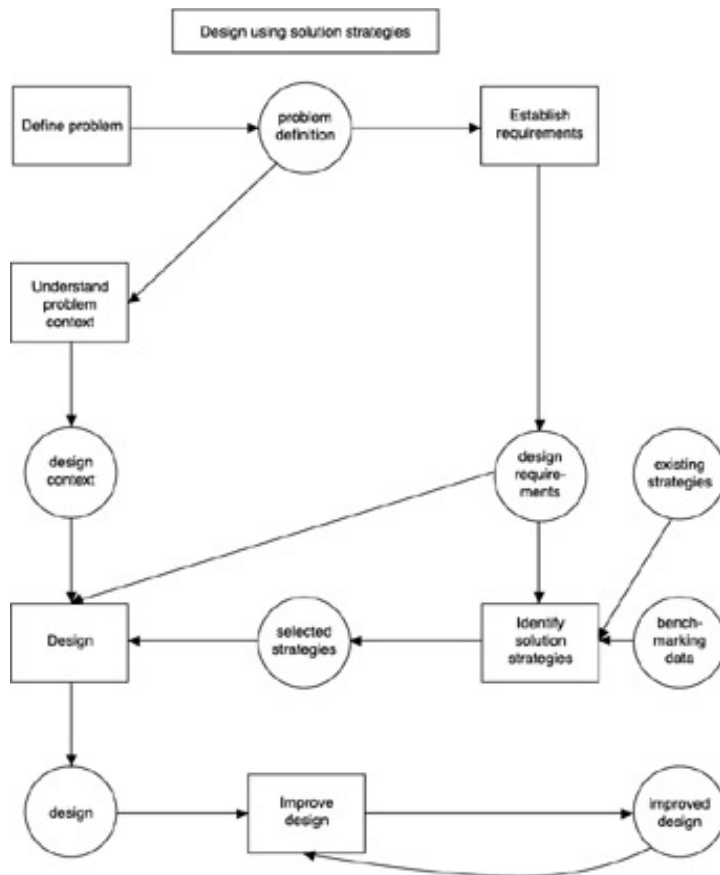 Design using solution strategies
Define problem
problem
definition
Establish
requirements
Understand
problem
context
design
context
design
require-
ments
existing
strategies
Design
selected
strategies
Identify
solution
strategies
bench-
marking
data
design
Improve
design
improved
design